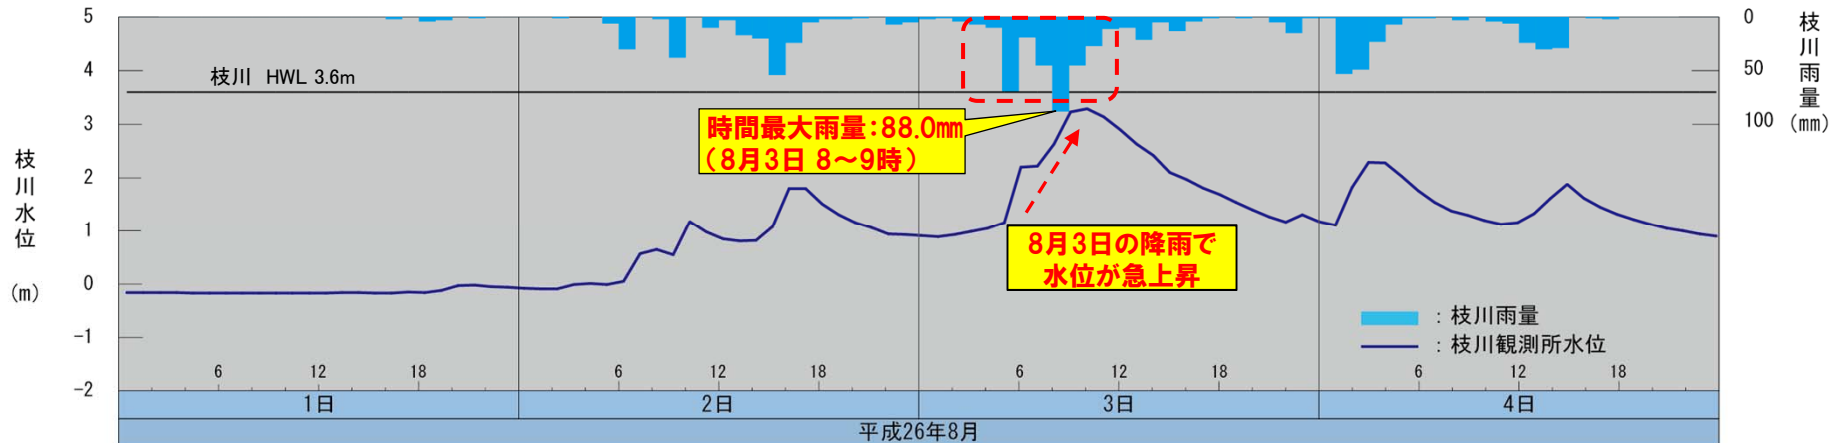 枝川水位
(m)
5
4
3
2
1
0
-1
-2
枝川 HWL 3.6m
時間最大雨量:88.0mm
(8月3日 8~9時)
8月3日の降雨で
水位が急上昇
:枝川雨量
:枝川観測所水位
0
50
100
枝川雨量
(mm)
6 12 18 6 12 18 6 12 18 6 12 18
1日 2日 3日 4日
平成26年8月